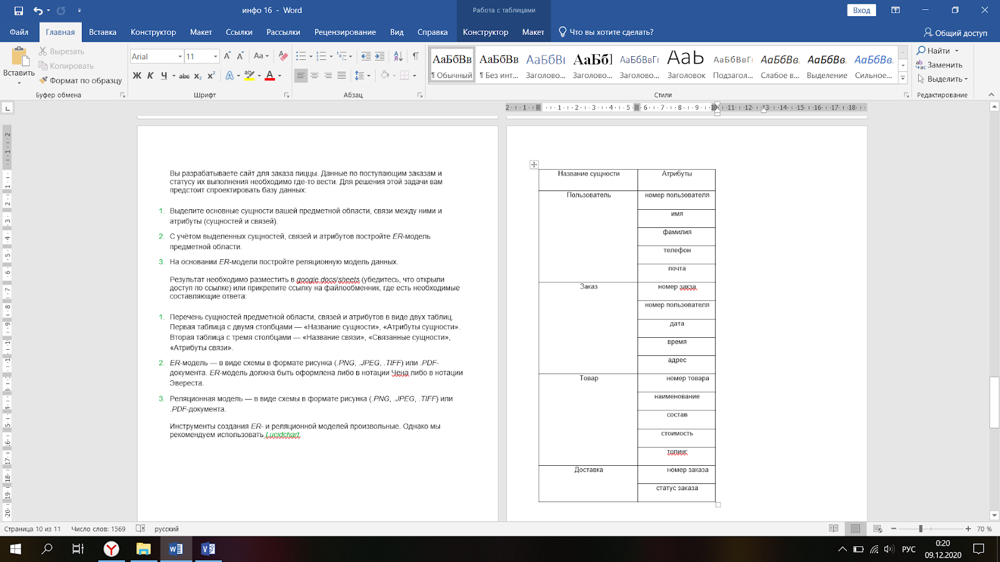 инфо 16 - Word
Работа с таблицами
Вход
Файл
Главная
Вставка
Конструктор
Макет
Ссылки
Рассылки
Рецензирование
Вид
Справка
Конструктор
Макет
Что вы хотите сделать?
Общий доступ
Вставить
Вырезать
Копировать
Формат по образцу
Буфер обмена
Arial
11
Aa
Ж К Ч abc x₂ x²
Шрифт
Абзац
АаБбВв
¶ Обычный
АаБбВв
¶ Без инт...
АаБбВв
Заголово...
АаБб
Заголово...
АаБбВвГг
Заголово...
АаЬ
Заголовок
АаБбВвГг
Подзагол...
АаБбВв.
Слабое в...
АаБбВв.
Выделение
АаБбВв.
Сильное...
Стили
Найти
Заменить
Выделить
Редактирование
Вы разрабатываете сайт для заказа пиццы. Данные по поступающим заказам и
статусу их выполнения необходимо где-то вести. Для решения этой задачи вам
предстоит спроектировать базу данных:
1. Выделите основные сущности вашей предметной области, связи между ними и
атрибуты (сущностей и связей).
2. С учётом выделенных сущностей, связей и атрибутов постройте ER-модель
предметной области.
3. На основании ER-модели постройте реляционную модель данных.
Результат необходимо разместить в google.docs/sheets (убедитесь, что открыли
доступ по ссылке) или прикрепите ссылку на файлообменник, где есть необходимые
составляющие ответа:
1. Перечень сущностей предметной области, связей и атрибутов в виде двух таблиц.
Первая таблица с двумя столбцами — «Название сущности», «Атрибуты сущности».
Вторая таблица с тремя столбцами — «Название связи», «Связанные сущности»,
«Атрибуты связи».
2. ER-модель — в виде схемы в формате рисунка (.PNG, .JPEG, .TIFF) или .PDF-
документа. ER-модель должна быть оформлена либо в нотации Чена либо в нотации
Эвереста.
3. Реляционная модель — в виде схемы в формате рисунка (.PNG, .JPEG, .TIFF) или
.PDF-документа.
Инструменты создания ER- и реляционной моделей произвольные. Однако мы
рекомендуем использовать Lucidchart
Название сущности
Атрибуты
Пользователь
номер пользователя
имя
фамилия
телефон
почта
Заказ
номер закза
номер пользователя
дата
время
адрес
Товар
номер товара
наименование
состав
стоимость
топинг
Доставка
номер заказа
статус заказа
Страница 10 из 11
Число слов: 1569
русский
70 %
РУС
0:20
09.12.2020